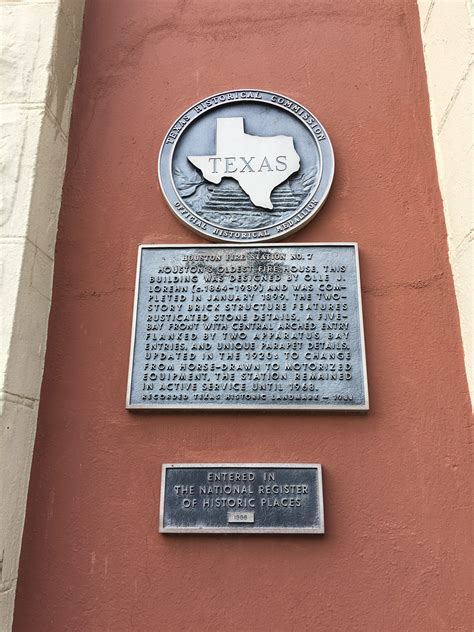 TEXAS HISTORICAL COMMISSION
TEXAS
OFFICIAL HISTORICAL MEDALLION
HOUSTON FIRE STATION NO. 7
HOUSTON'S OLDEST FIRE HOUSE, THIS
BUILDING WAS DESIGNED BY OLLE J.
LOREHN (c.1864-1939) AND WAS COM-
PLETED IN JANUARY 1899. THE TWO-
STORY BRICK STRUCTURE FEATURES
RUSTICATED STONE DETAILS, A FIVE-
BAY FRONT WITH CENTRAL ARCHED ENTRY
FLANKED BY TWO APPARATUS BAY
ENTRIES, AND UNIQUE PARAPET DETAILS.
UPDATED IN THE 1920s TO CHANGE
FROM HORSE-DRAWN TO MOTORIZED
EQUIPMENT, THE STATION REMAINED
IN ACTIVE SERVICE UNTIL 1968.
RECORDED TEXAS HISTORIC LANDMARK –
ENTERED IN
THE NATIONAL REGISTER
OF HISTORIC PLACES